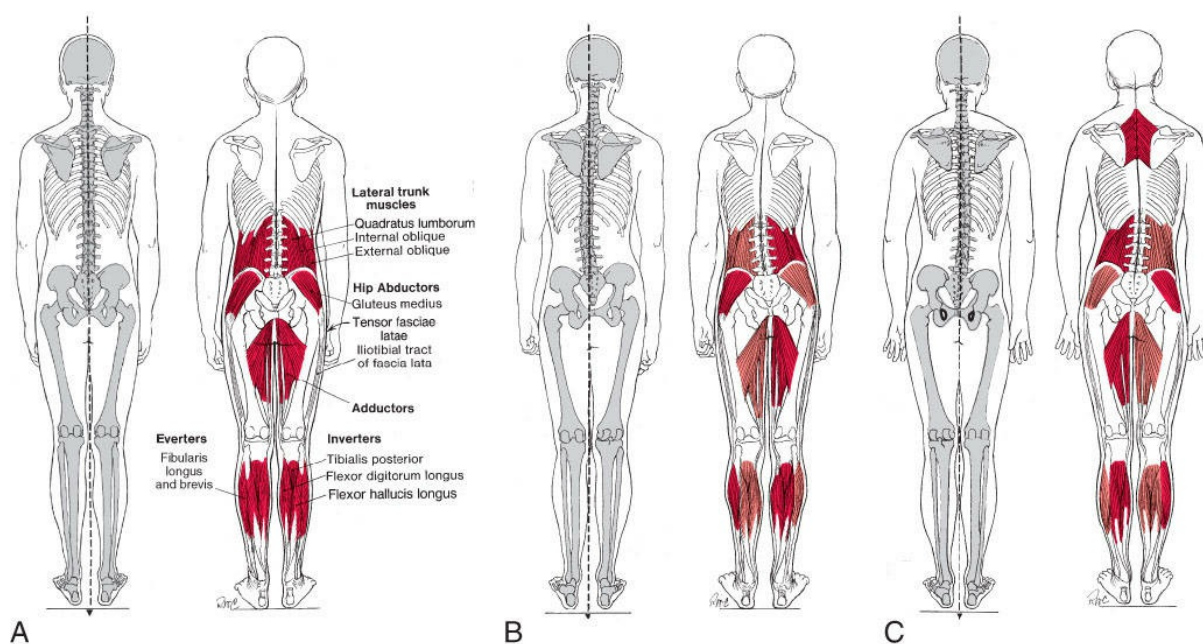 Lateral trunk
muscles
Quadratus lumborum
Internal oblique
External oblique
Hip Abductors
Gluteus medius
Tensor fasciae
latae
Iliotibial tract
of fascia lata
Adductors
Everters
Fibularis
longus
and brevis
Inverters
Tibialis posterior
Flexor digitorum longus
Flexor hallucis longus
A
B
C